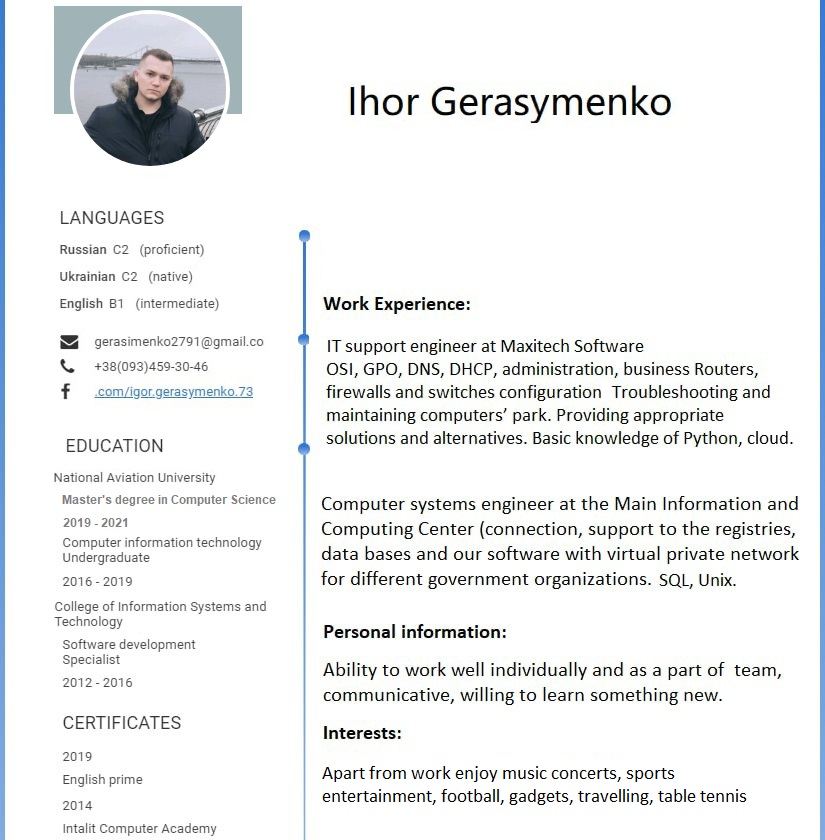 Ihor Gerasymenko
LANGUAGES
Russian C2 (proficient)
Ukrainian C2 (native)
English B1 (intermediate)
gerasimenko2791@gmail.co
+38(093)459-30-46
.com/igor.gerasymenko.73
EDUCATION
National Aviation University
Master's degree in Computer Science
2019 - 2021
Computer information technology
Undergraduate
2016 - 2019
College of Information Systems and
Technology
Software development
Specialist
2012 - 2016
CERTIFICATES
2019
English prime
2014
Intalit Computer Academy
Work Experience:
IT support engineer at Maxitech Software
OSI, GPO, DNS, DHCP, administration, business Routers,
firewalls and switches configuration Troubleshooting and
maintaining computers’ park. Providing appropriate
solutions and alternatives. Basic knowledge of Python, cloud.
Computer systems engineer at the Main Information and
Computing Center (connection, support to the registries,
data bases and our software with virtual private network
for different government organizations. SQL, Unix.
Personal information:
Ability to work well individually and as a part of team,
communicative, willing to learn something new.
Interests:
Apart from work enjoy music concerts, sports
entertainment, football, gadgets, travelling, table tennis